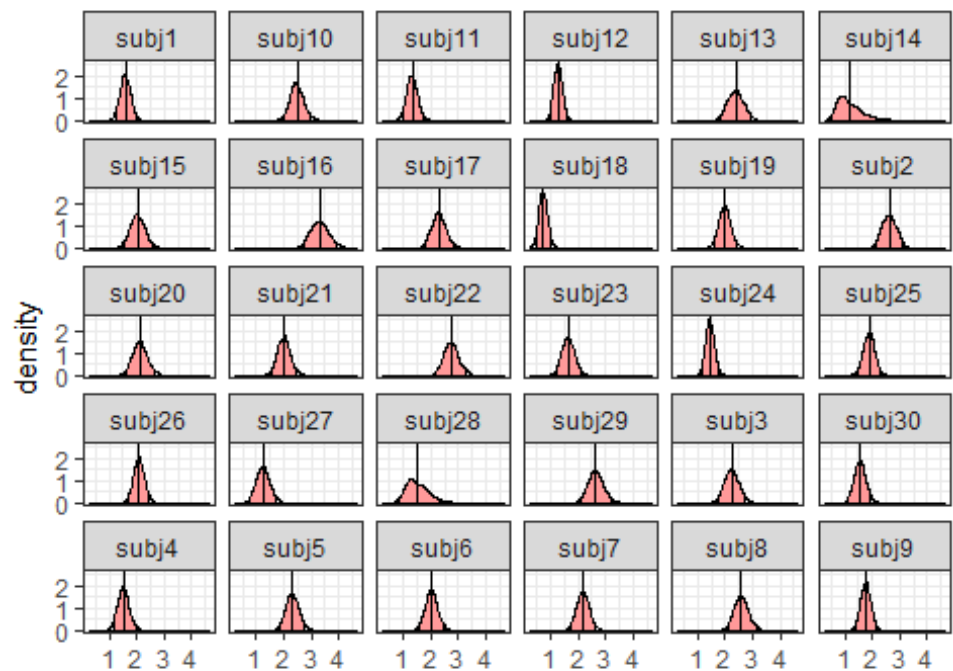 subj1 subj10 subj11 subj12 subj13 subj14
2
1
0
subj15 subj16 subj17 subj18 subj19 subj2
2
1
0
density
subj20 subj21 subj22 subj23 subj24 subj25
2
1
0
subj26 subj27 subj28 subj29 subj3 subj30
2
1
0
subj4 subj5 subj6 subj7 subj8 subj9
2
1
0
1 2 3 4 1 2 3 4 1 2 3 4 1 2 3 4 1 2 3 4 1 2 3 4